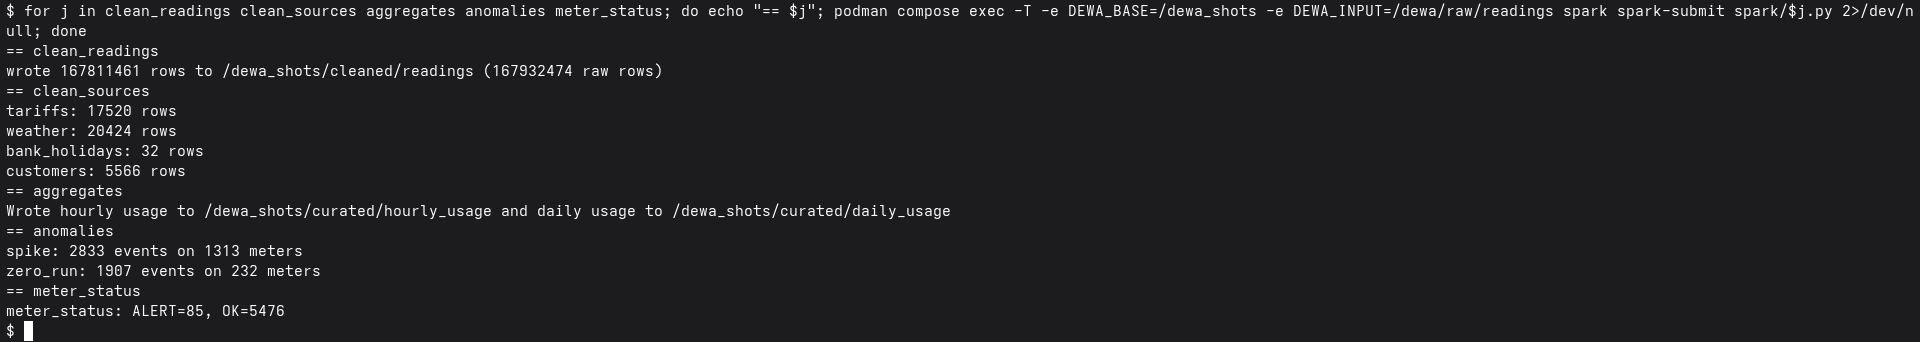 $ for j in clean_readings clean_sources aggregates anomalies meter_status; do echo "== $j"; podman compose exec -T -e DEWA_BASE=/dewa_shots -e DEWA_INPUT=/dewa/raw/readings spark spark-submit spark/$j.py 2>/dev/n
ull; done
== clean_readings
wrote 167811461 rows to /dewa_shots/cleaned/readings (167932474 raw rows)
== clean_sources
tariffs: 17520 rows
weather: 20424 rows
bank_holidays: 32 rows
customers: 5566 rows
== aggregates
Wrote hourly usage to /dewa_shots/curated/hourly_usage and daily usage to /dewa_shots/curated/daily_usage
== anomalies
spike: 2833 events on 1313 meters
zero_run: 1907 events on 232 meters
== meter_status
meter_status: ALERT=85, OK=5476
$